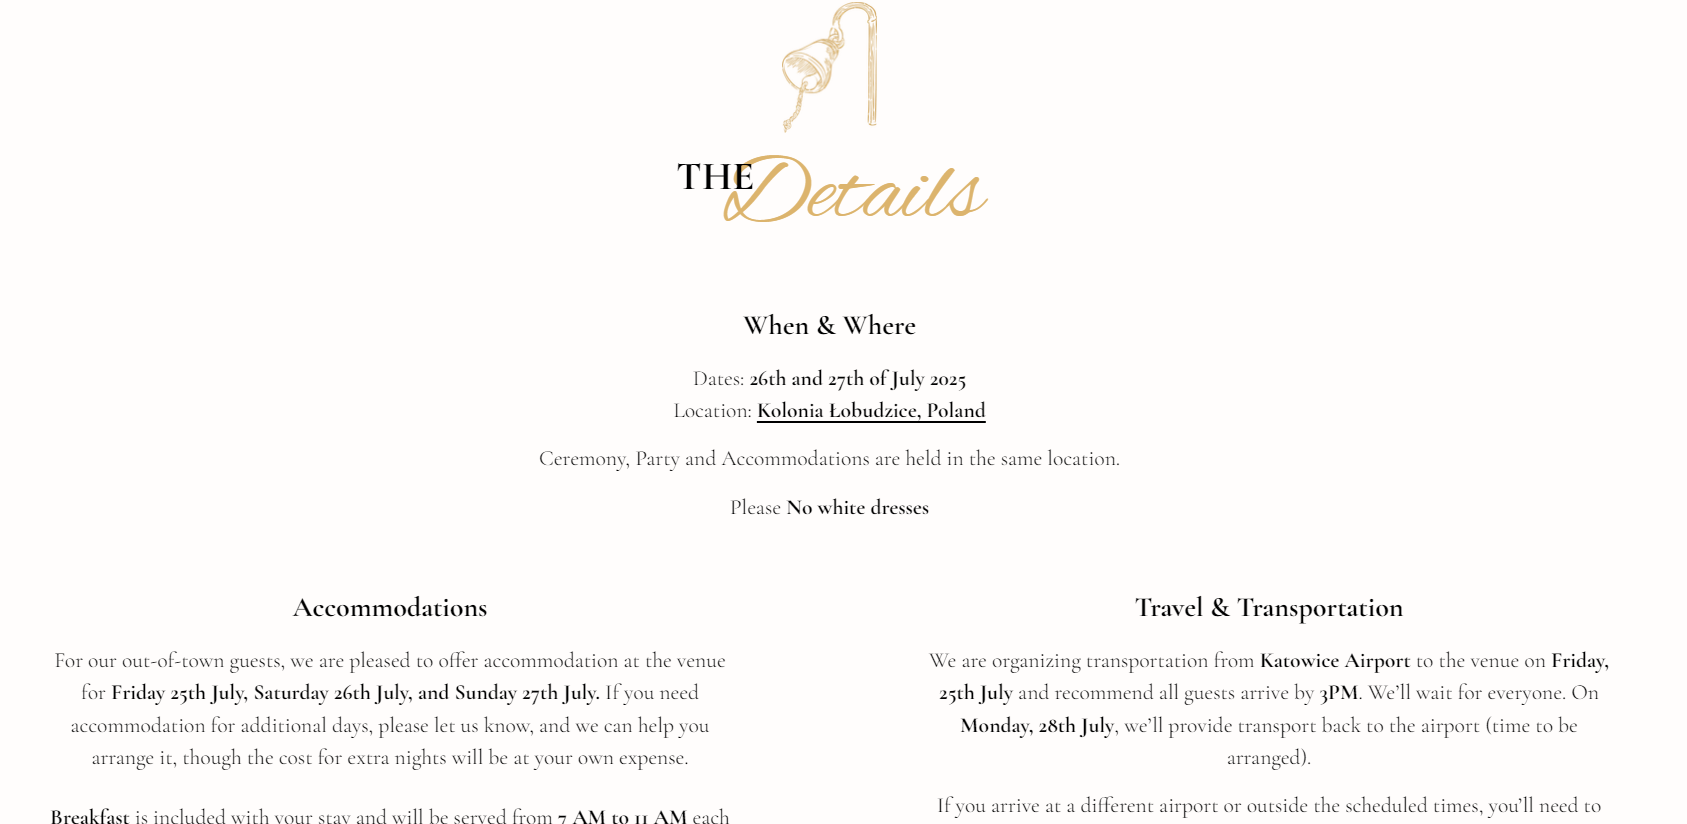 THE Details
When & Where
Dates: 26th and 27th of July 2025
Location: Kolonia Łobudzice, Poland
Ceremony, Party and Accommodations are held in the same location.
Please No white dresses
Accommodations
For our out-of-town guests, we are pleased to offer accommodation at the venue
for Friday 25th July, Saturday 26th July, and Sunday 27th July. If you need
accommodation for additional days, please let us know, and we can help you
arrange it, though the cost for extra nights will be at your own expense.
Breakfast is included with your stay and will be served from 7 AM to 11 AM each
Travel & Transportation
We are organizing transportation from Katowice Airport to the venue on Friday,
25th July and recommend all guests arrive by 3PM. We’ll wait for everyone. On
Monday, 28th July, we’ll provide transport back to the airport (time to be
arranged).
If you arrive at a different airport or outside the scheduled times, you’ll need to